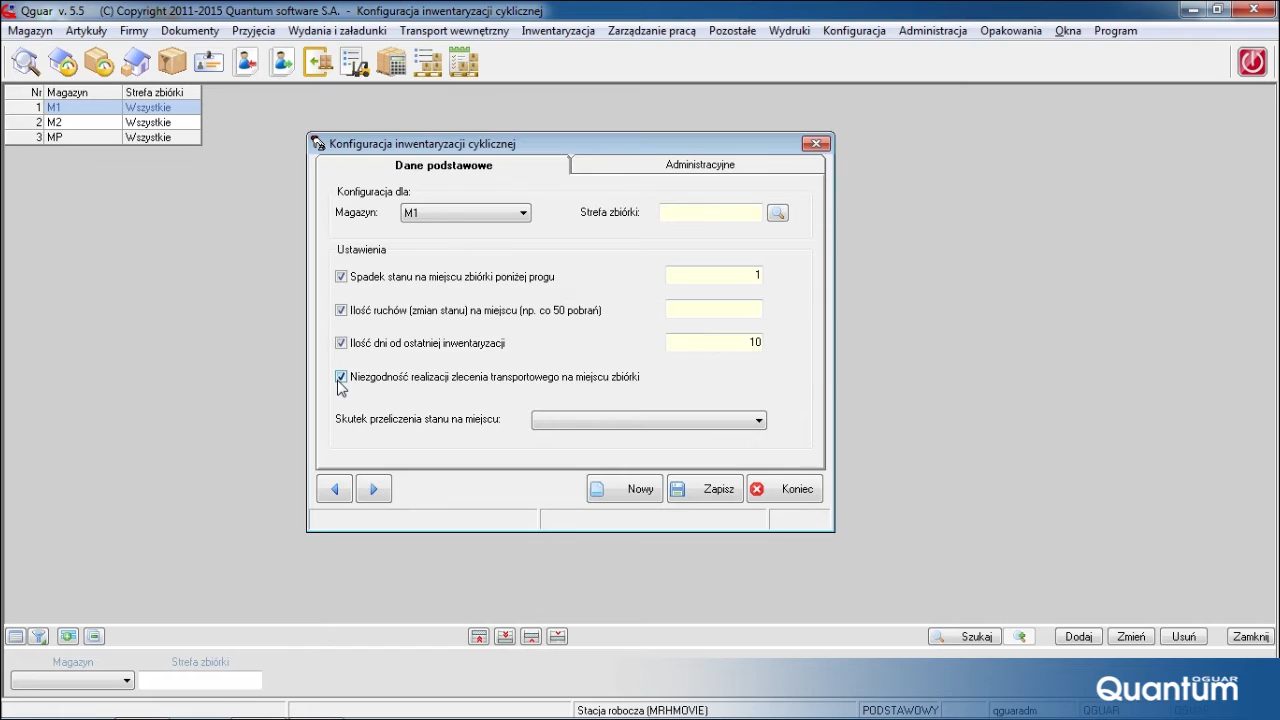 Qguar v. 5.5 (C) Copyright 2011-2015 Quantum software S.A. - Konfiguracja inwentaryzacji cyklicznej
Magazyn Artykuły Firmy Dokumenty Przyjęcia Wydania i załadunki Transport wewnętrzny Inwentaryzacja Zarządzanie pracą Pozostałe Wydruki Konfiguracja Administracja Opakowania Okna Program
Nr Magazyn Strefa zbiórki
1 M1 Wszystkie
2 M2 Wszystkie
3 MP Wszystkie
Konfiguracja inwentaryzacji cyklicznej
Dane podstawowe Administracyjne
Konfiguracja dla:
Magazyn: M1 Strefa zbiórki:
Ustawienia
Spadek stanu na miejscu zbiórki poniżej progu 1
Ilość ruchów (zmian stanu) na miejscu (np. co 50 pobrań)
Ilość dni od ostatniej inwentaryzacji 10
Niezgodność realizacji zlecenia transportowego na miejscu zbiórki
Skutek przeliczenia stanu na miejscu:
Nowy Zapisz Koniec
Szukaj Dodaj Zmień Usuń Zamknij
Magazyn Strefa zbiórki
QGUAR
Quantum
Stacja robocza (MRHMOVIE) PODSTAWOWY qguaradm QGUAR